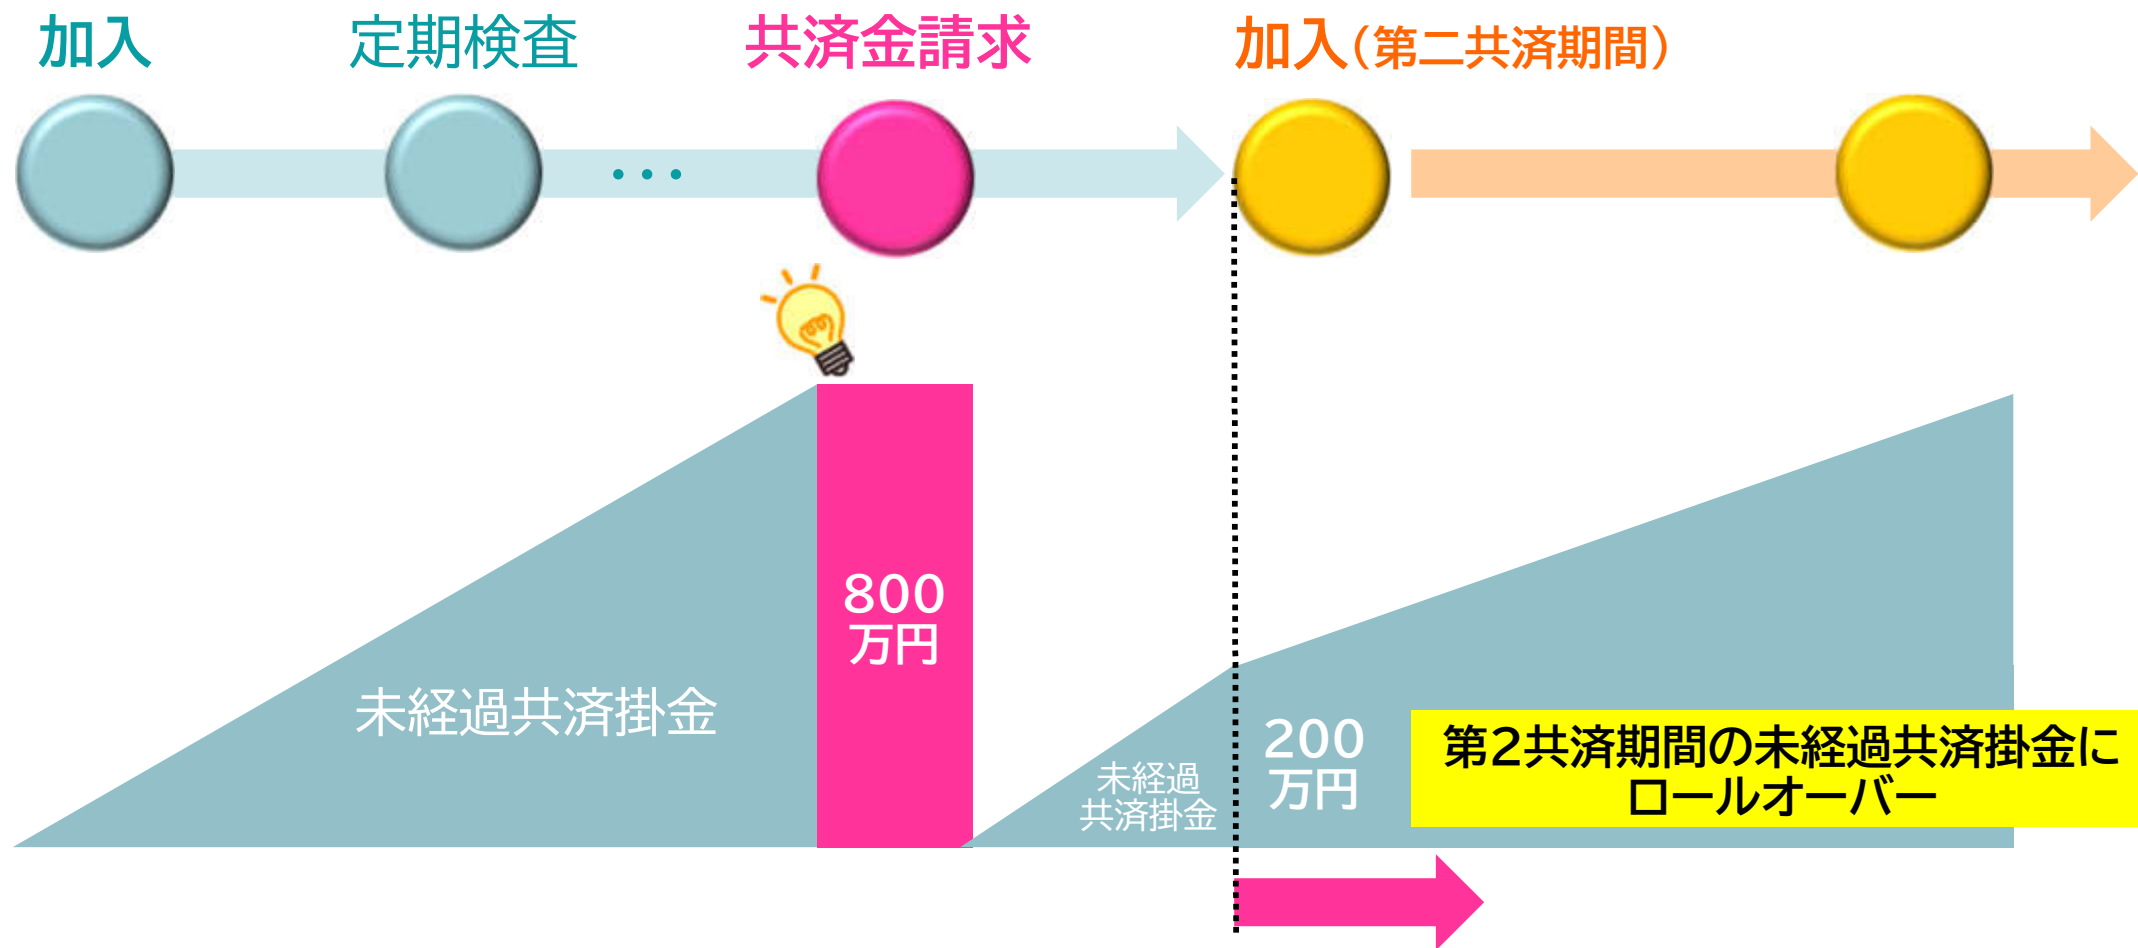 加入
定期検査
共済金請求
加入(第二共済期間)
・・・
800
万円
未経過共済掛金
未経過
共済掛金
200
万円
第2共済期間の未経過共済掛金に
ロールオーバー